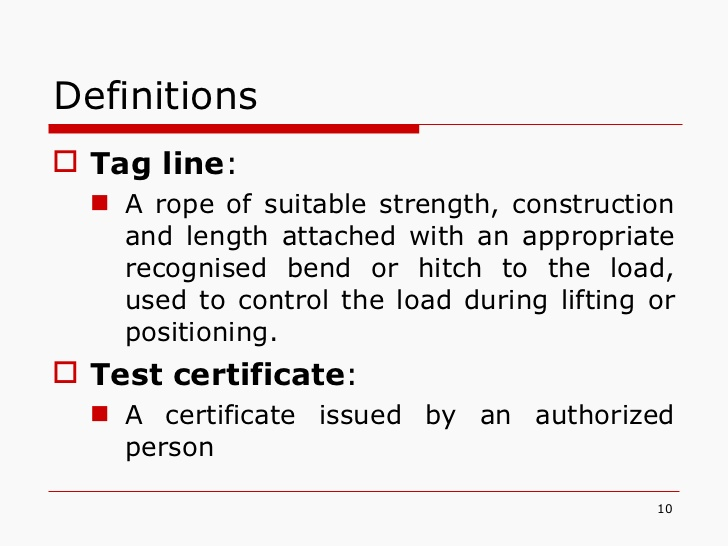 Definitions
Tag line:
A rope of suitable strength, construction
and length attached with an appropriate
recognised bend or hitch to the load,
used to control the load during lifting or
positioning.
Test certificate:
A certificate issued by an authorized
person
10